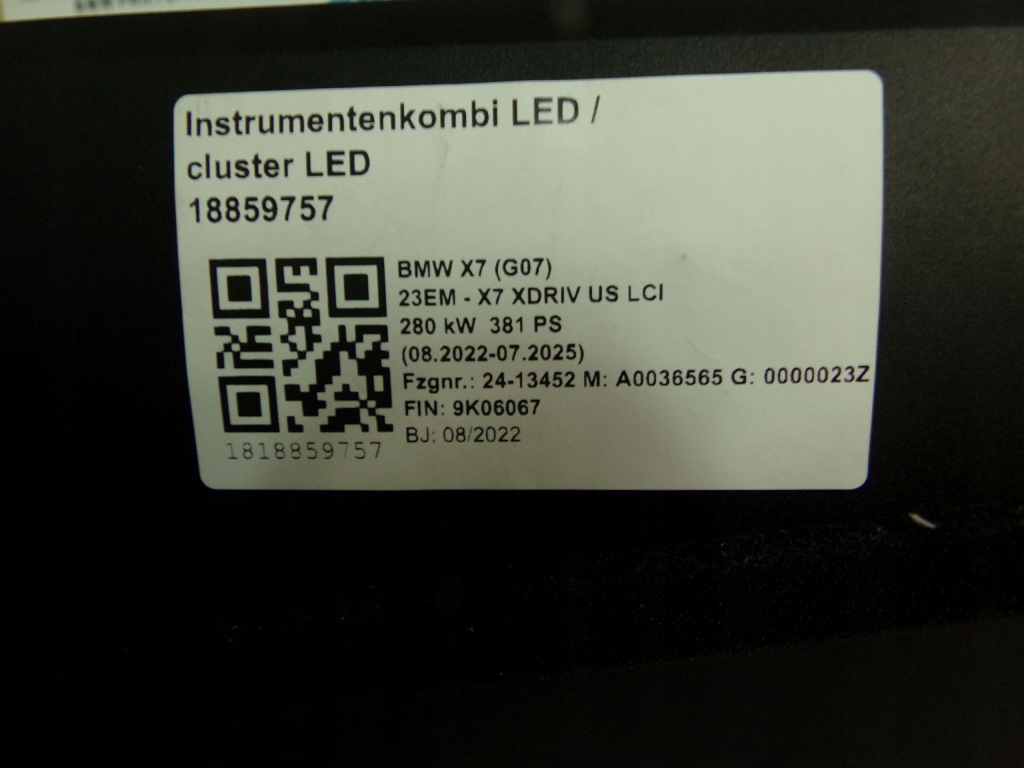 Instrumentenkombi LED /
cluster LED
18859757
BMW X7 (G07)
23EM - X7 XDRIV US LCI
280 kW 381 PS
(08.2022-07.2025)
Fzgnr.: 24-13452 M: A0036565 G: 0000023Z
FIN: 9K06067
BJ: 08/2022
1818859757